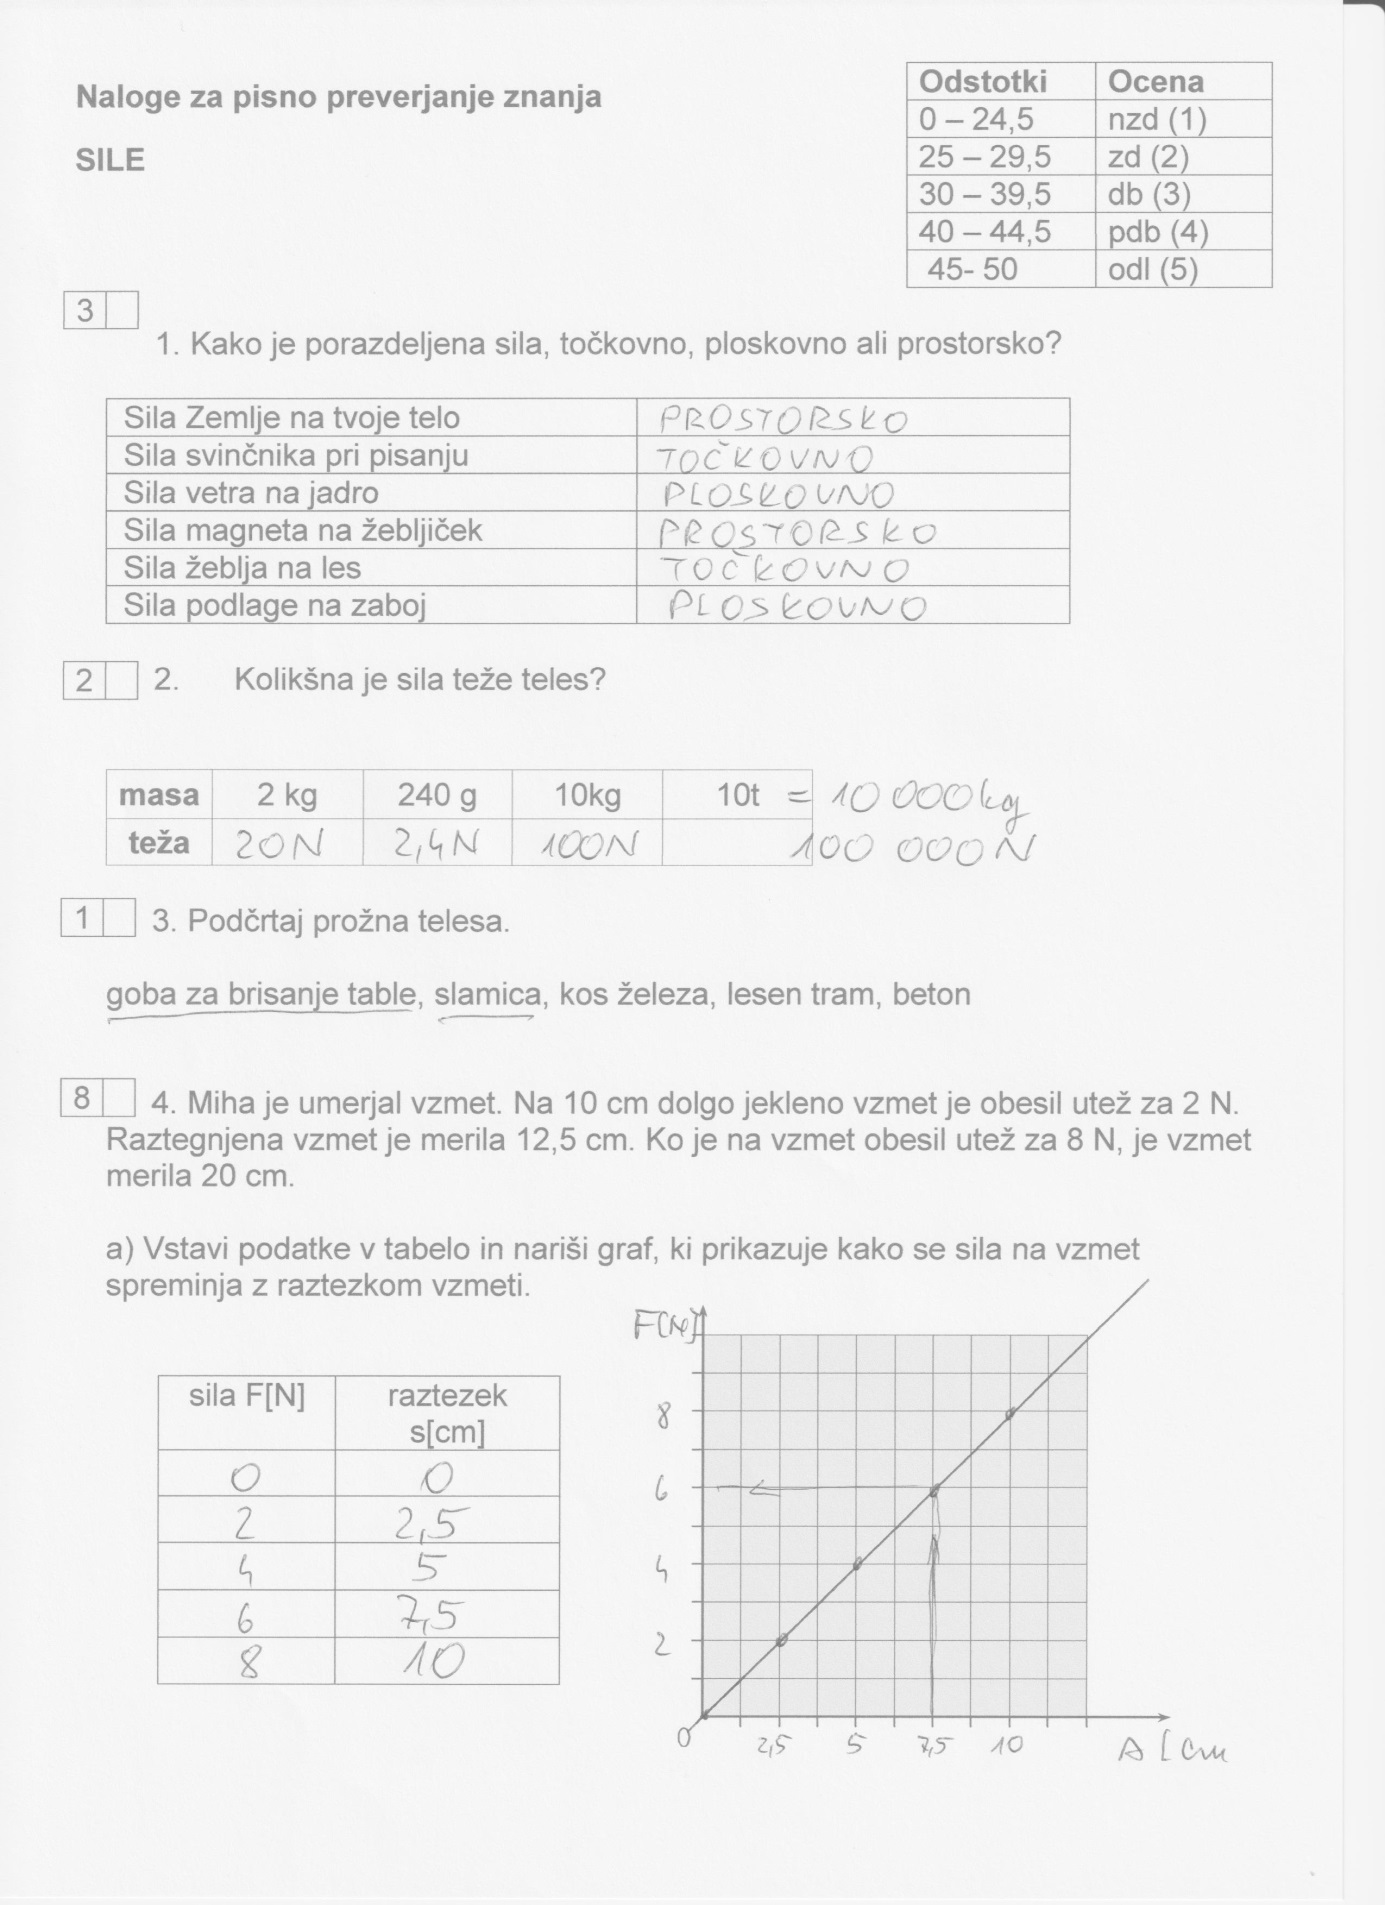 Naloge za pisno preverjanje znanja
SILE
Odstotki Ocena
0 – 24,5 nzd (1)
25 – 29,5 zd (2)
30 – 39,5 db (3)
40 – 44,5 pdb (4)
45- 50 odl (5)
3
1. Kako je porazdeljena sila, točkovno, ploskovno ali prostorsko?
Sila Zemlje na tvoje telo PROSTORSKO
Sila svinčnika pri pisanju TOČKOVNO
Sila vetra na jadro PLOSKOVNO
Sila magneta na žebljiček PROSTORSKO
Sila žeblja na les TOČKOVNO
Sila podlage na zaboj PLOSKOVNO
2 2. Kolikšna je sila teže teles?
masa 2 kg 240 g 10kg 10t = 10 000 kg
teža 20N 2,4N 100N 100 000N
1 3. Podčrtaj prožna telesa.
goba za brisanje table, slamica, kos železa, lesen tram, beton
8 4. Miha je umerjal vzmet. Na 10 cm dolgo jekleno vzmet je obesil utež za 2 N.
Raztegnjena vzmet je merila 12,5 cm. Ko je na vzmet obesil utež za 8 N, je vzmet
merila 20 cm.
a) Vstavi podatke v tabelo in nariši graf, ki prikazuje kako se sila na vzmet
spreminja z raztezkom vzmeti.
sila F[N] raztezek
s[cm]
0 0
2 2,5
4 5
6 7,5
8 10
F[N]
8
6
4
2
0
2,5 5 7,5 10 s [cm